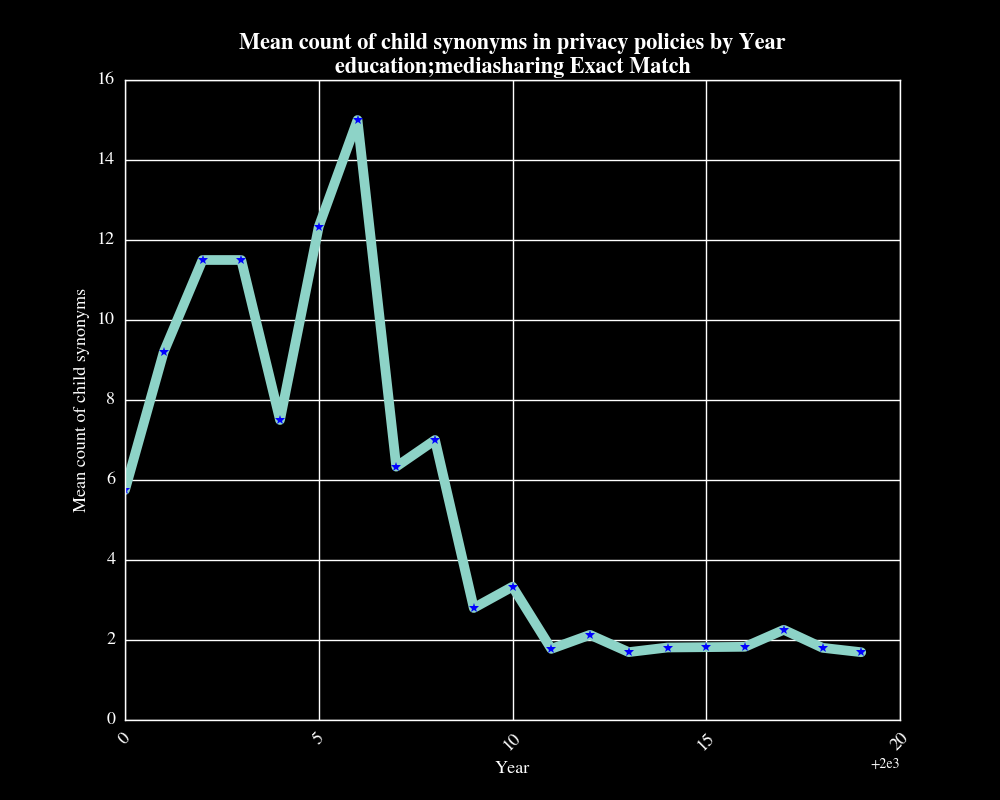 Mean count of child synonyms in privacy policies by Year
education;mediasharing Exact Match
16
14
12
10
8
6
4
2
0
Mean count of child synonyms
0
5
10
15
20
Year
+2e3